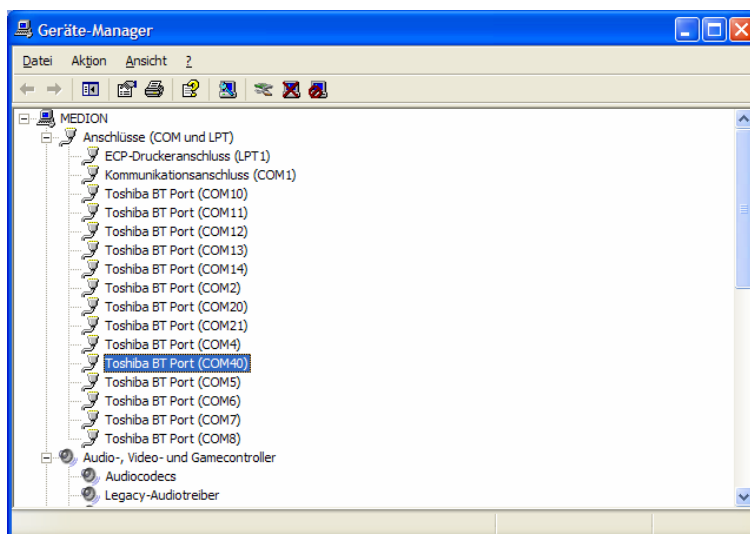 Geräte-Manager
Datei Aktion Ansicht ?
MEDION
Anschlüsse (COM und LPT)
ECP-Druckeranschluss (LPT1)
Kommunikationsanschluss (COM1)
Toshiba BT Port (COM10)
Toshiba BT Port (COM11)
Toshiba BT Port (COM12)
Toshiba BT Port (COM13)
Toshiba BT Port (COM14)
Toshiba BT Port (COM2)
Toshiba BT Port (COM20)
Toshiba BT Port (COM21)
Toshiba BT Port (COM4)
Toshiba BT Port (COM40)
Toshiba BT Port (COM5)
Toshiba BT Port (COM6)
Toshiba BT Port (COM7)
Toshiba BT Port (COM8)
Audio-, Video- und Gamecontroller
Audiocodecs
Legacy-Audiotreiber